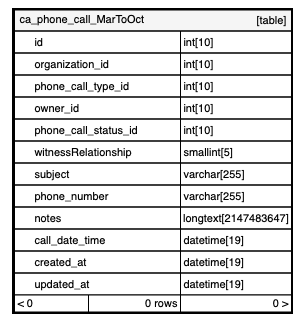 ca_phone_call_MarToOct [table]
id int[10]
organization_id int[10]
phone_call_type_id int[10]
owner_id int[10]
phone_call_status_id int[10]
witnessRelationship smallint[5]
subject varchar[255]
phone_number varchar[255]
notes longtext[2147483647]
call_date_time datetime[19]
created_at datetime[19]
updated_at datetime[19]
< 0 0 rows 0 >